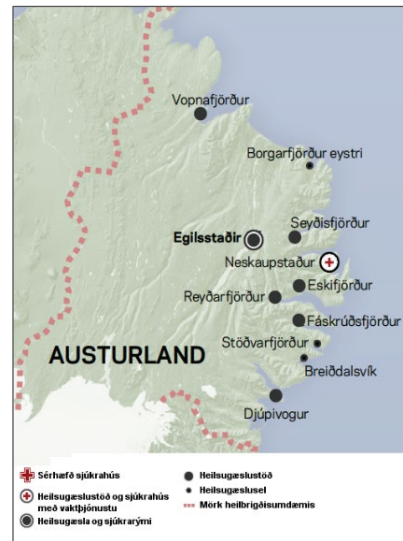 Vopnafjörður
Borgarfjörður eystri
Seyðisfjörður
Egilsstaðir
Neskaupstaður
Eskifjörður
Reyðarfjörður
Fáskrúðsfjörður
Stöðvarfjörður
AUSTURLAND
Breiðdalsvík
Djúpivogur
Sérhæfð sjúkrahús
Heilsugæslustöð og sjúkrahús
með vaktþjónustu
Heilsugæsla og sjúkrarými
Heilsugæslustöð
Heilsugæslusel
Mörk heilbrigðisumdæmis